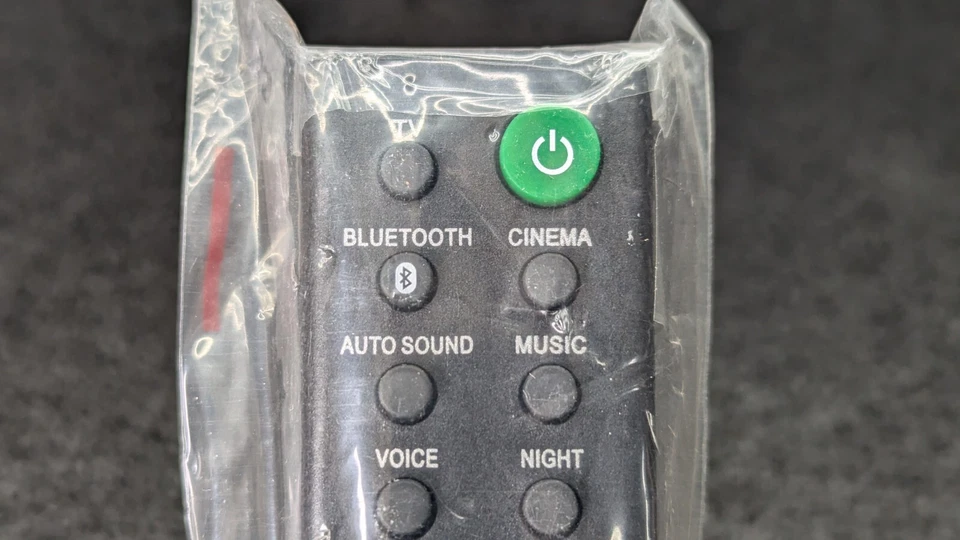 TV
BLUETOOTH CINEMA
AUTO SOUND MUSIC
VOICE NIGHT